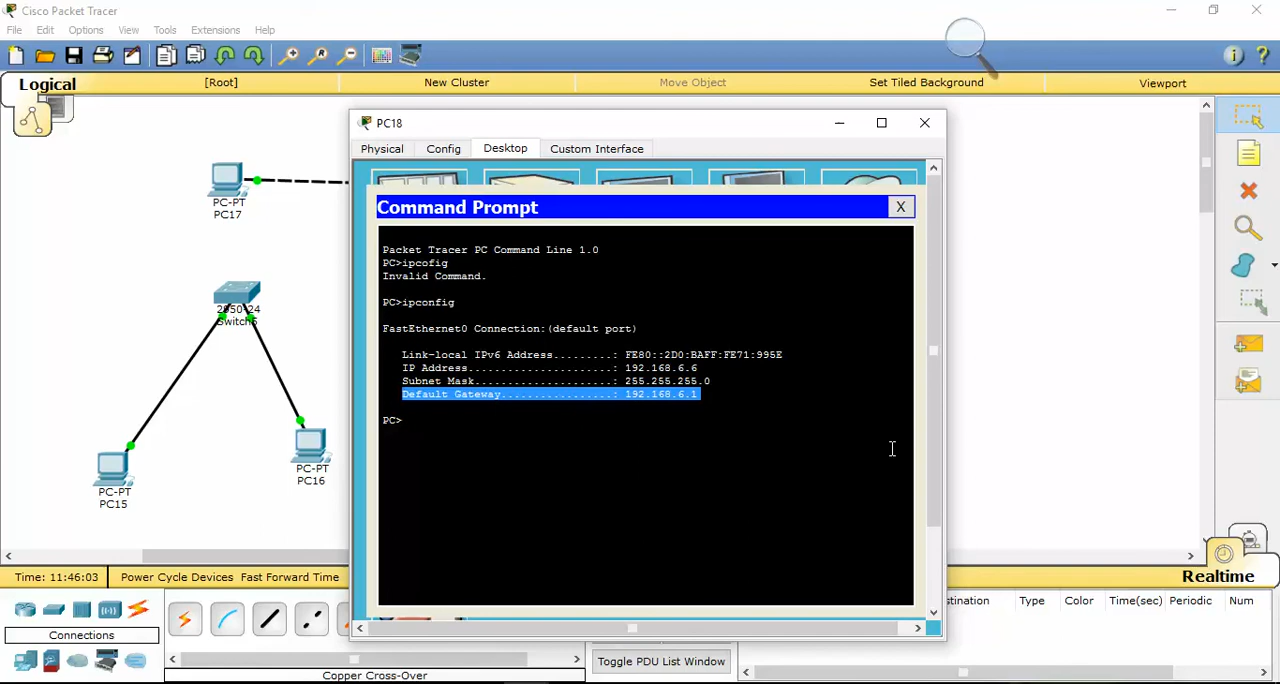 Cisco Packet Tracer
File Edit Options View Tools Extensions Help
Logical [Root] New Cluster Move Object Set Tiled Background Viewport
PC18
Physical Config Desktop Custom Interface
Command Prompt X
Packet Tracer PC Command Line 1.0
PC>ipcofig
Invalid Command.
PC>ipconfig
FastEthernet0 Connection:(default port)
Link-local IPv6 Address.........: FE80::2D0:BAFF:FE71:995E
IP Address......................: 192.168.6.6
Subnet Mask.....................: 255.255.255.0
Default Gateway.................: 192.168.6.1
PC>
PC-PT
PC17
2950-24
Switch5
PC-PT
PC16
PC-PT
PC15
Time: 11:46:03 Power Cycle Devices Fast Forward Time
Realtime
Connections
Copper Cross-Over
Toggle PDU List Window
stination Type Color Time(sec) Periodic Num